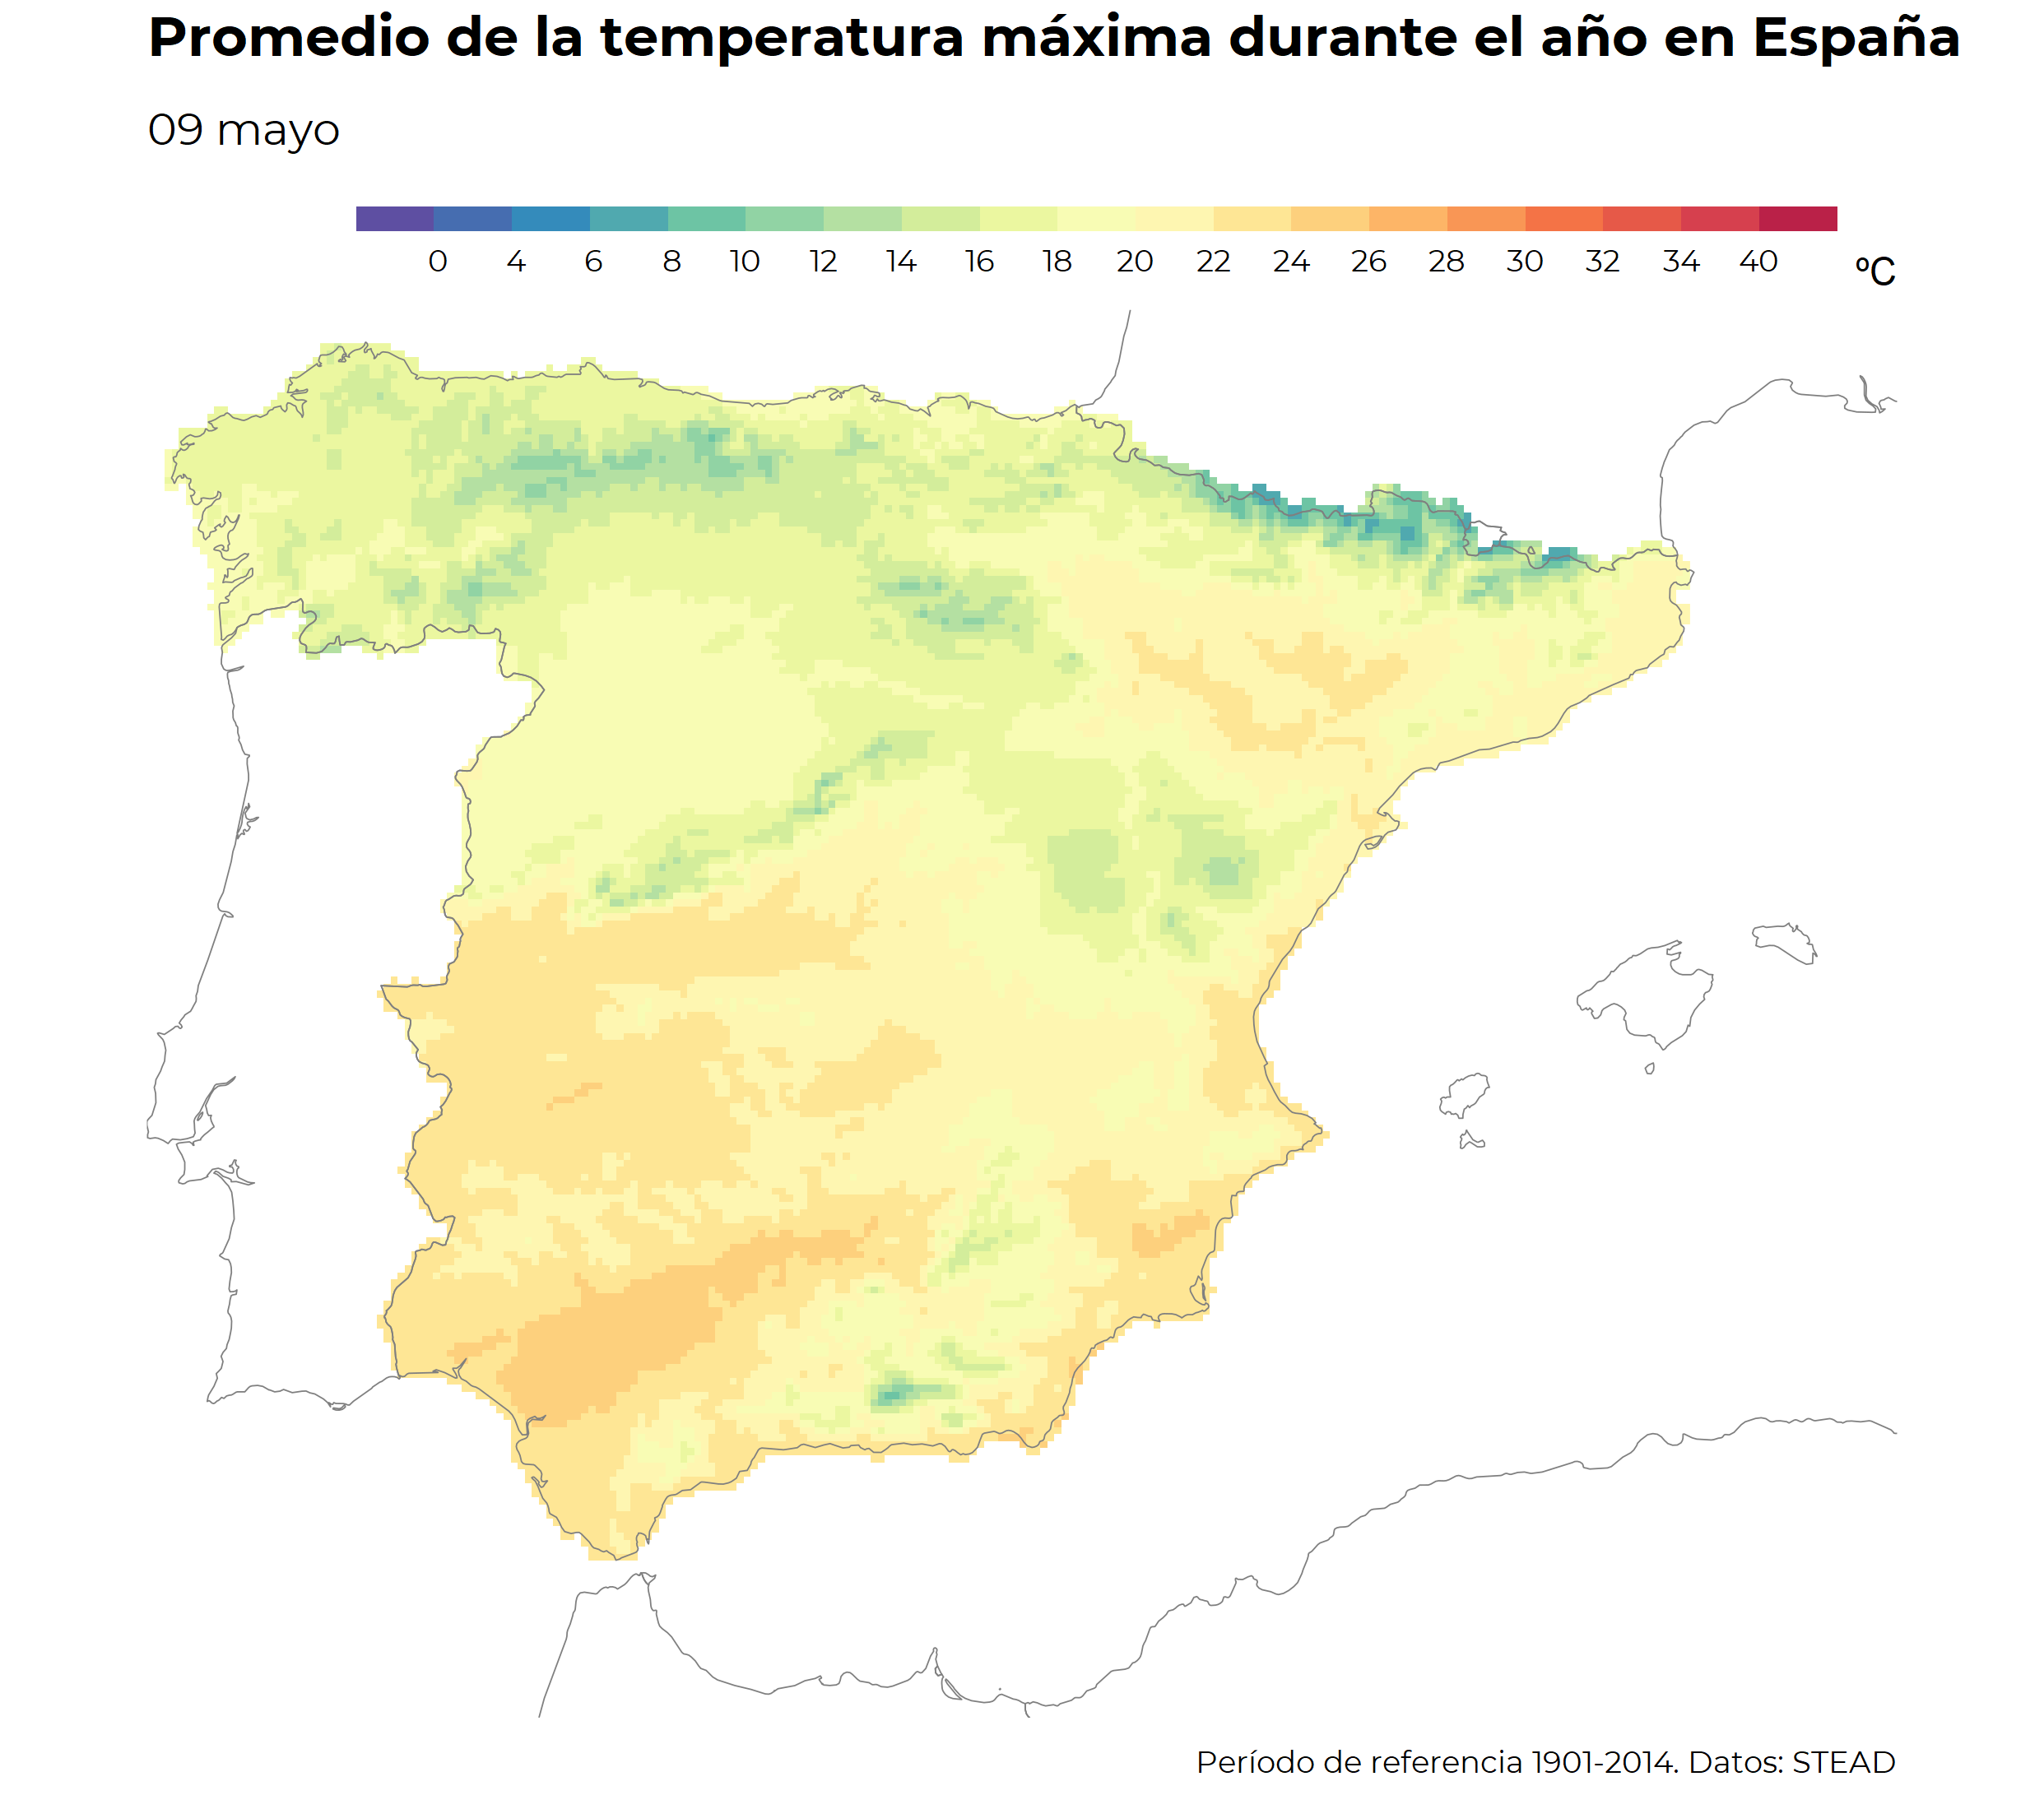 Promedio de la temperatura máxima durante el año en España
09 mayo
0 4 6 8 10 12 14 16 18 20 22 24 26 28 30 32 34 40 ºC
Período de referencia 1901-2014. Datos: STEAD